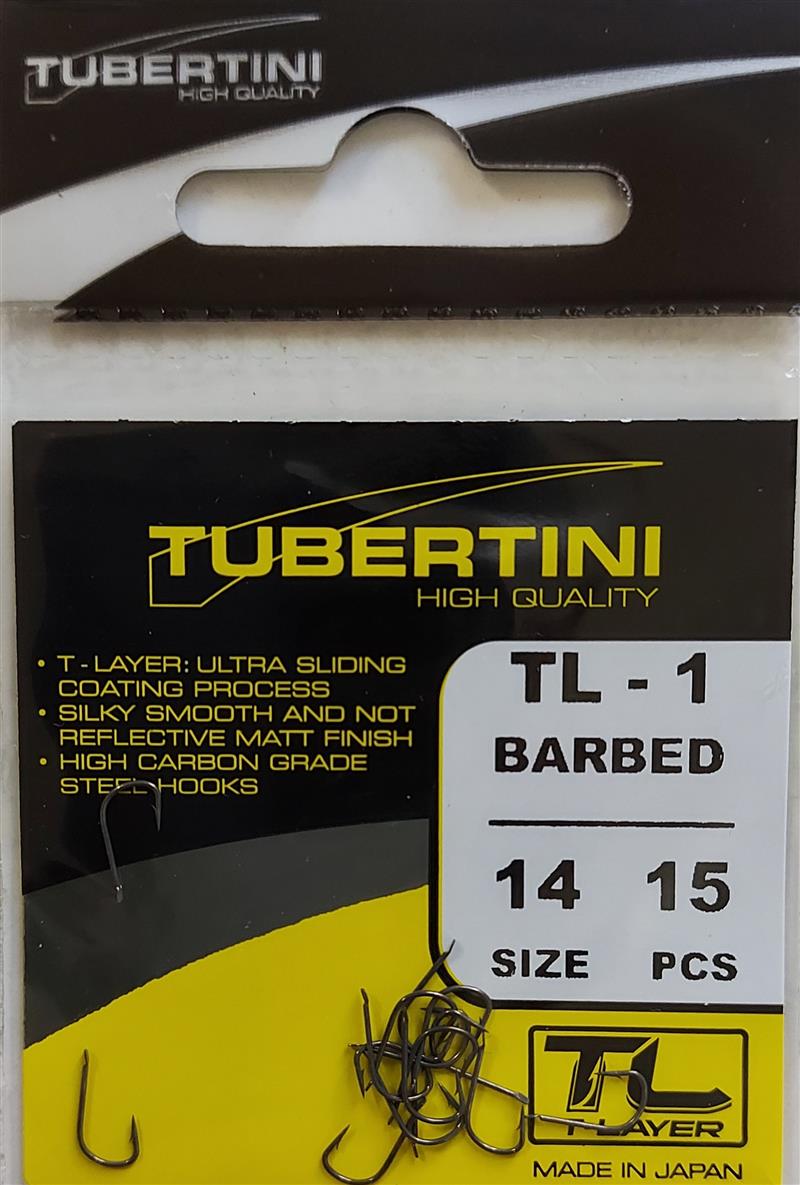 TUBERTINI
HIGH QUALITY
TUBERTINI
HIGH QUALITY
• T-LAYER: ULTRA SLIDING
COATING PROCESS
• SILKY SMOOTH AND NOT
REFLECTIVE MATT FINISH
• HIGH CARBON GRADE
STEEL HOOKS
TL - 1
BARBED
14 15
SIZE PCS
TL
T-LAYER
MADE IN JAPAN